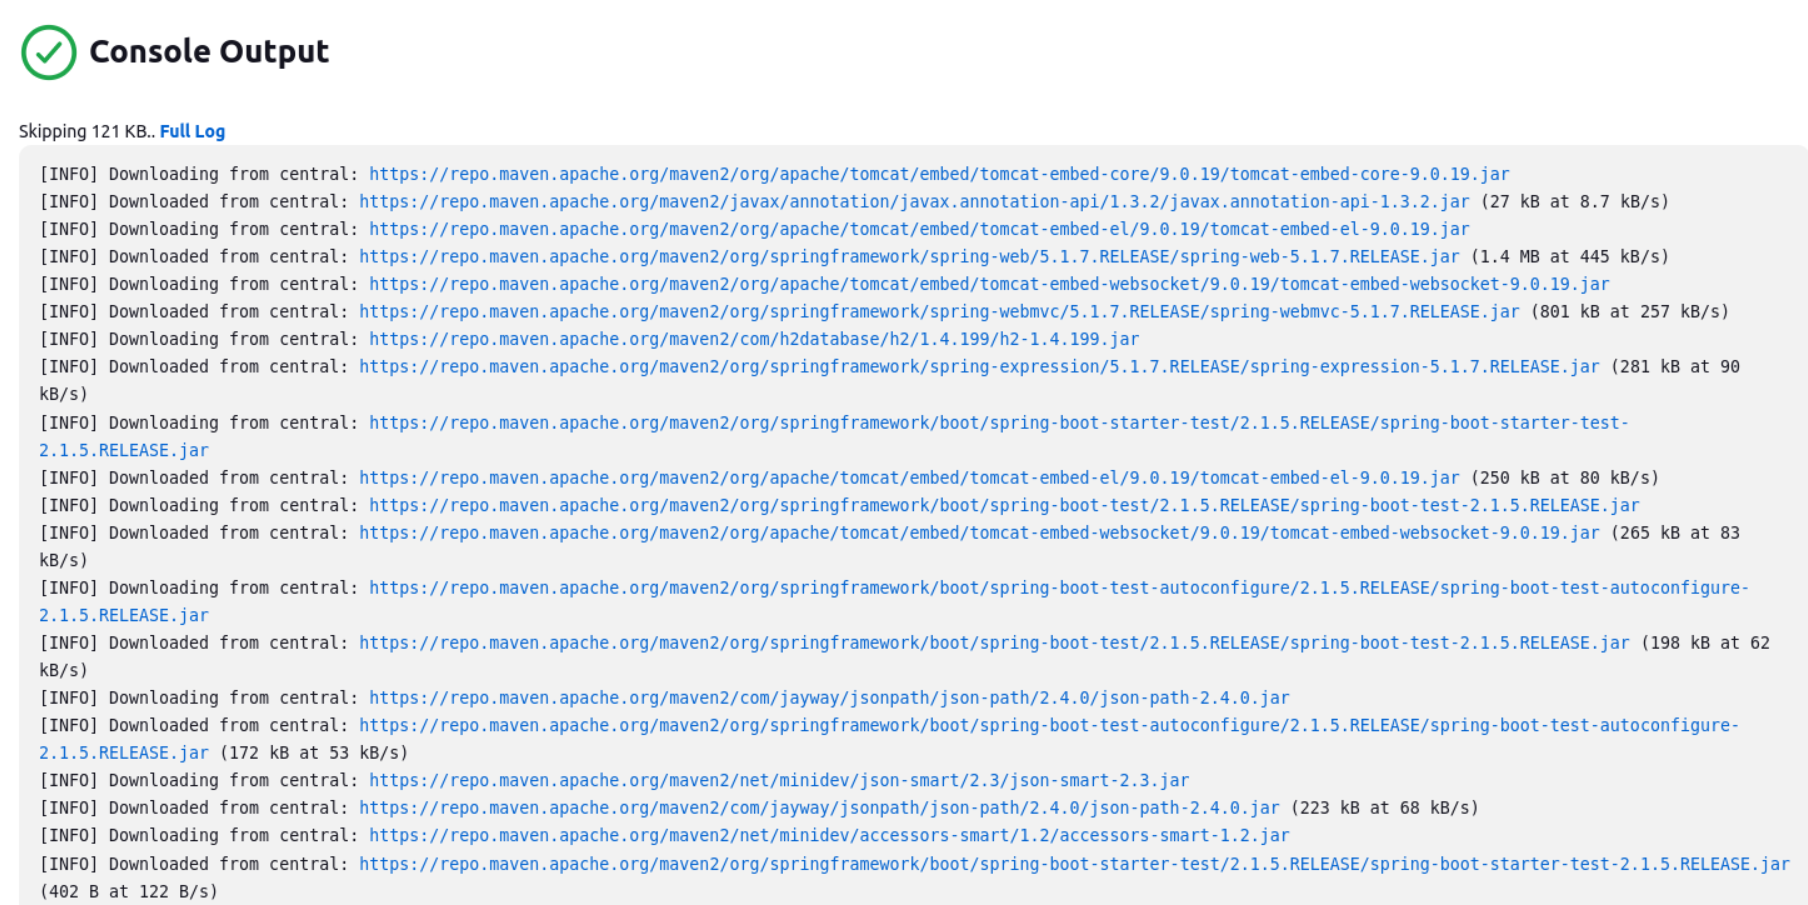 Console Output
Skipping 121 KB.. Full Log
[INFO] Downloading from central: https://repo.maven.apache.org/maven2/org/apache/tomcat/embed/tomcat-embed-core/9.0.19/tomcat-embed-core-9.0.19.jar
[INFO] Downloaded from central: https://repo.maven.apache.org/maven2/javax/annotation/javax.annotation-api/1.3.2/javax.annotation-api-1.3.2.jar (27 kB at 8.7 kB/s)
[INFO] Downloading from central: https://repo.maven.apache.org/maven2/org/apache/tomcat/embed/tomcat-embed-el/9.0.19/tomcat-embed-el-9.0.19.jar
[INFO] Downloaded from central: https://repo.maven.apache.org/maven2/org/springframework/spring-web/5.1.7.RELEASE/spring-web-5.1.7.RELEASE.jar (1.4 MB at 445 kB/s)
[INFO] Downloading from central: https://repo.maven.apache.org/maven2/org/apache/tomcat/embed/tomcat-embed-websocket/9.0.19/tomcat-embed-websocket-9.0.19.jar
[INFO] Downloaded from central: https://repo.maven.apache.org/maven2/org/springframework/spring-webmvc/5.1.7.RELEASE/spring-webmvc-5.1.7.RELEASE.jar (801 kB at 257 kB/s)
[INFO] Downloading from central: https://repo.maven.apache.org/maven2/com/h2database/h2/1.4.199/h2-1.4.199.jar
[INFO] Downloaded from central: https://repo.maven.apache.org/maven2/org/springframework/spring-expression/5.1.7.RELEASE/spring-expression-5.1.7.RELEASE.jar (281 kB at 90
kB/s)
[INFO] Downloading from central: https://repo.maven.apache.org/maven2/org/springframework/boot/spring-boot-starter-test/2.1.5.RELEASE/spring-boot-starter-test-
2.1.5.RELEASE.jar
[INFO] Downloaded from central: https://repo.maven.apache.org/maven2/org/apache/tomcat/embed/tomcat-embed-el/9.0.19/tomcat-embed-el-9.0.19.jar (250 kB at 80 kB/s)
[INFO] Downloading from central: https://repo.maven.apache.org/maven2/org/springframework/boot/spring-boot-test/2.1.5.RELEASE/spring-boot-test-2.1.5.RELEASE.jar
[INFO] Downloaded from central: https://repo.maven.apache.org/maven2/org/apache/tomcat/embed/tomcat-embed-websocket/9.0.19/tomcat-embed-websocket-9.0.19.jar (265 kB at 83
kB/s)
[INFO] Downloading from central: https://repo.maven.apache.org/maven2/org/springframework/boot/spring-boot-test-autoconfigure/2.1.5.RELEASE/spring-boot-test-autoconfigure-
2.1.5.RELEASE.jar
[INFO] Downloaded from central: https://repo.maven.apache.org/maven2/org/springframework/boot/spring-boot-test/2.1.5.RELEASE/spring-boot-test-2.1.5.RELEASE.jar (198 kB at 62
kB/s)
[INFO] Downloading from central: https://repo.maven.apache.org/maven2/com/jayway/jsonpath/json-path/2.4.0/json-path-2.4.0.jar
[INFO] Downloaded from central: https://repo.maven.apache.org/maven2/org/springframework/boot/spring-boot-test-autoconfigure/2.1.5.RELEASE/spring-boot-test-autoconfigure-
2.1.5.RELEASE.jar (172 kB at 53 kB/s)
[INFO] Downloading from central: https://repo.maven.apache.org/maven2/net/minidev/json-smart/2.3/json-smart-2.3.jar
[INFO] Downloaded from central: https://repo.maven.apache.org/maven2/com/jayway/jsonpath/json-path/2.4.0/json-path-2.4.0.jar (223 kB at 68 kB/s)
[INFO] Downloading from central: https://repo.maven.apache.org/maven2/net/minidev/accessors-smart/1.2/accessors-smart-1.2.jar
[INFO] Downloaded from central: https://repo.maven.apache.org/maven2/org/springframework/boot/spring-boot-starter-test/2.1.5.RELEASE/spring-boot-starter-test-2.1.5.RELEASE.jar
(402 B at 122 B/s)